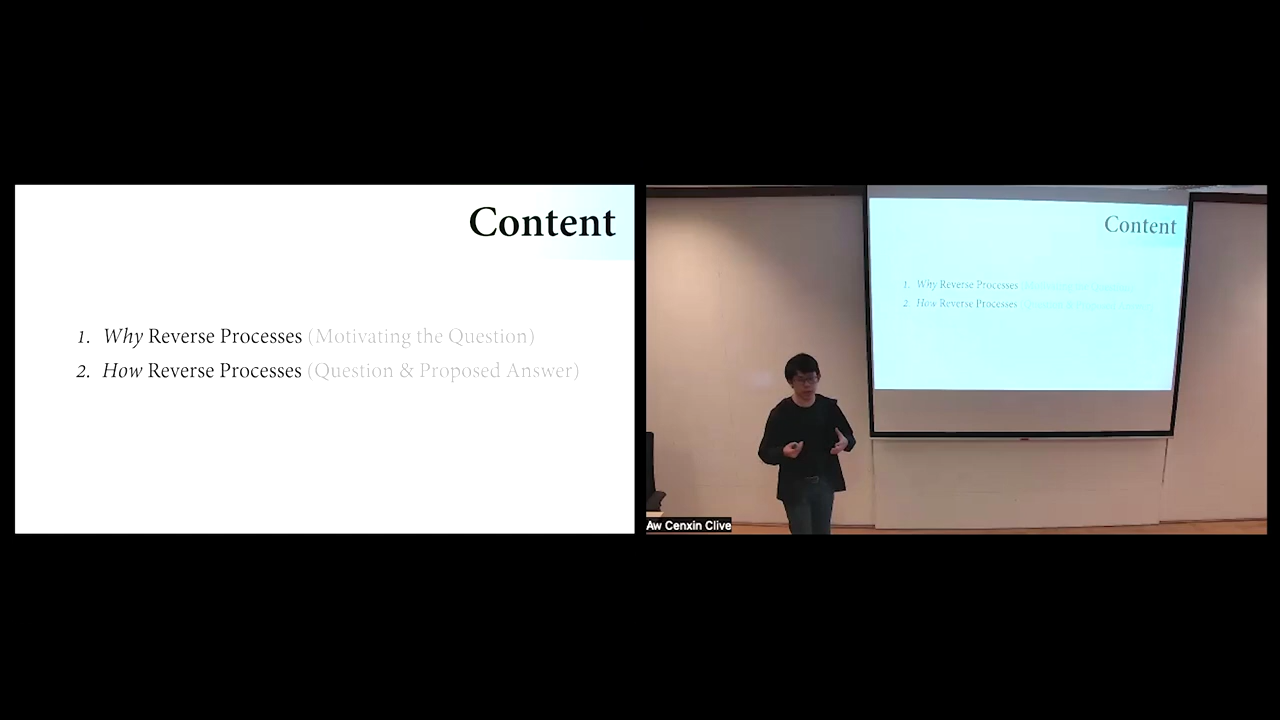 Content
1. Why Reverse Processes (Motivating the Question)
2. How Reverse Processes (Question & Proposed Answer)
Content
1. Why Reverse Processes
2. How Reverse Processes
Aw Cenxin Clive